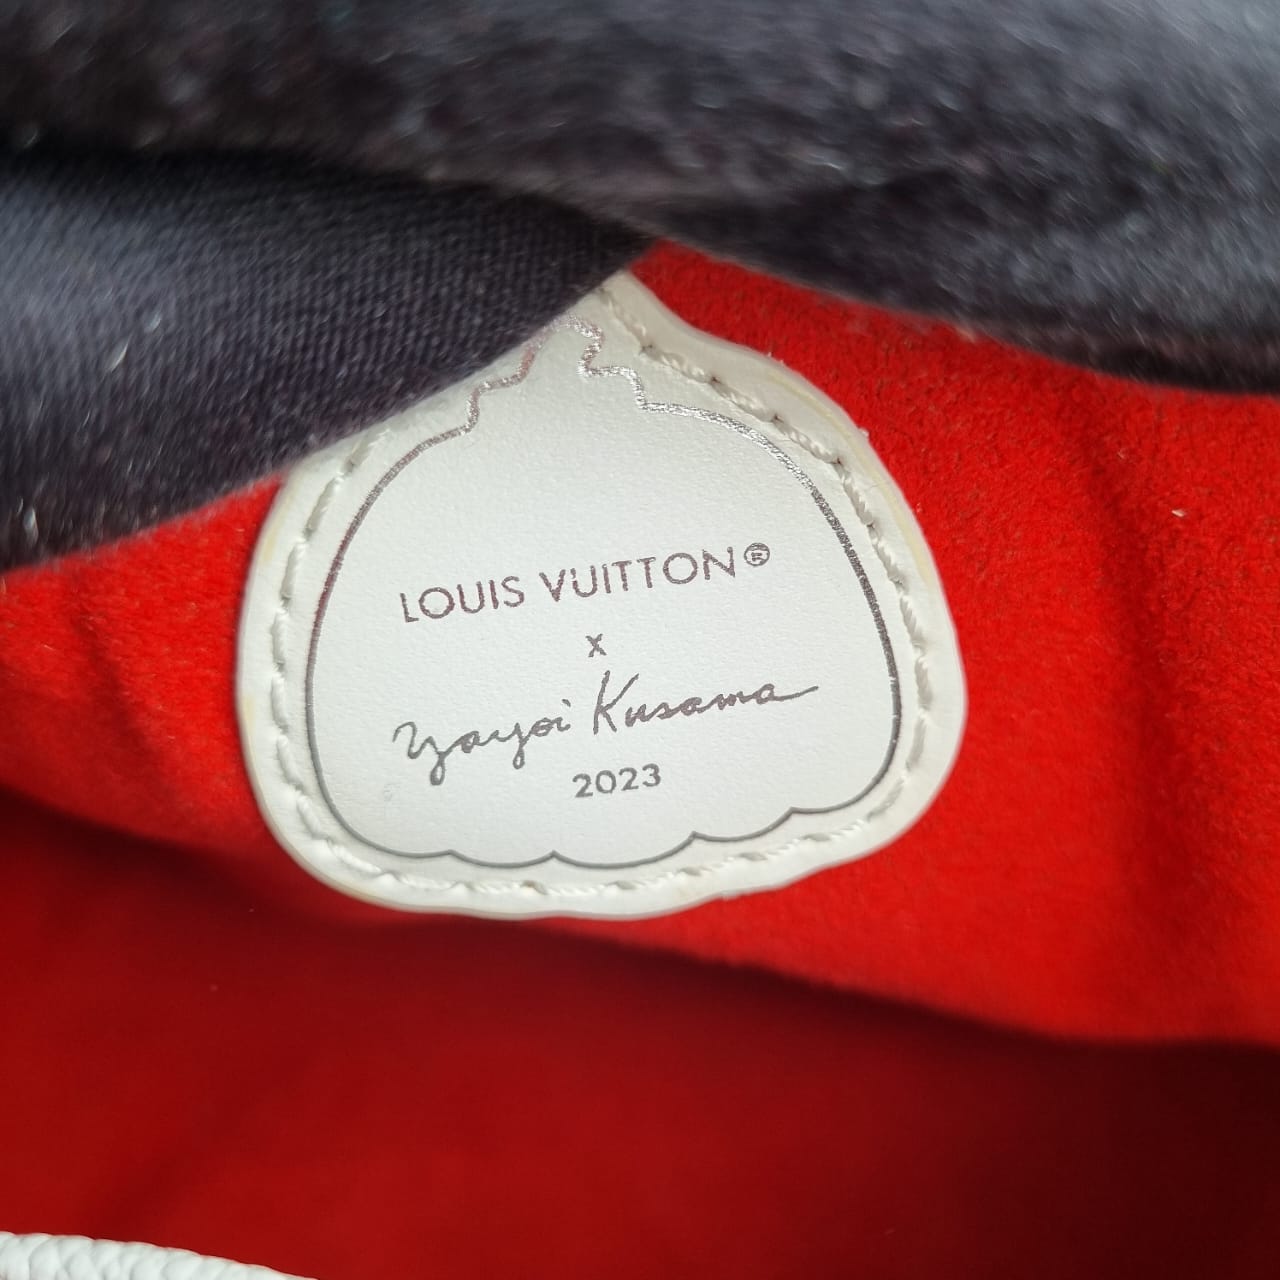 LOUIS VUITTON®
x
Yayoi Kusama
2023